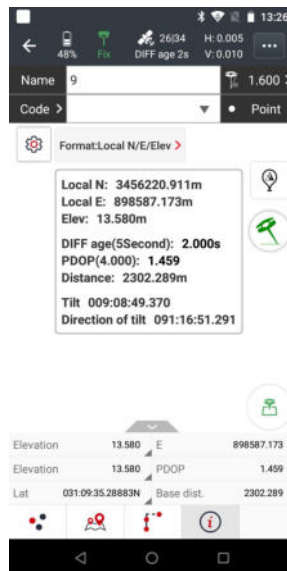 13:26
48%
Fix
26|34
DIFF age 2s
H: 0.005
V: 0.010
Name
9
1.600
Code >
Point
Format:Local N/E/Elev >
Local N: 3456220.911m
Local E: 898587.173m
Elev: 13.580m
DIFF age(5Second): 2.000s
PDOP(4.000): 1.459
Distance: 2302.289m
Tilt 009:08:49.370
Direction of tilt 091:16:51.291
Elevation 13.580 E 898587.173
Elevation 13.580 PDOP 1.459
Lat 031:09:35.28883N Base dist. 2302.289